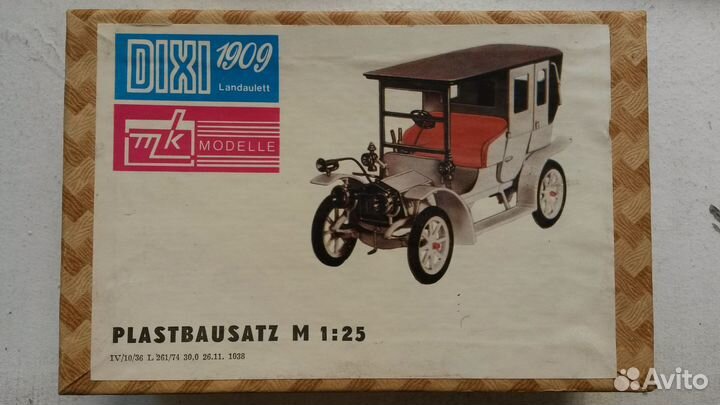 DIXI 1909
Landaulett
mk MODELLE
PLASTBAUSATZ M 1:25
IV/10/36 L 261/74 30,0 26.11. 1038
Avito